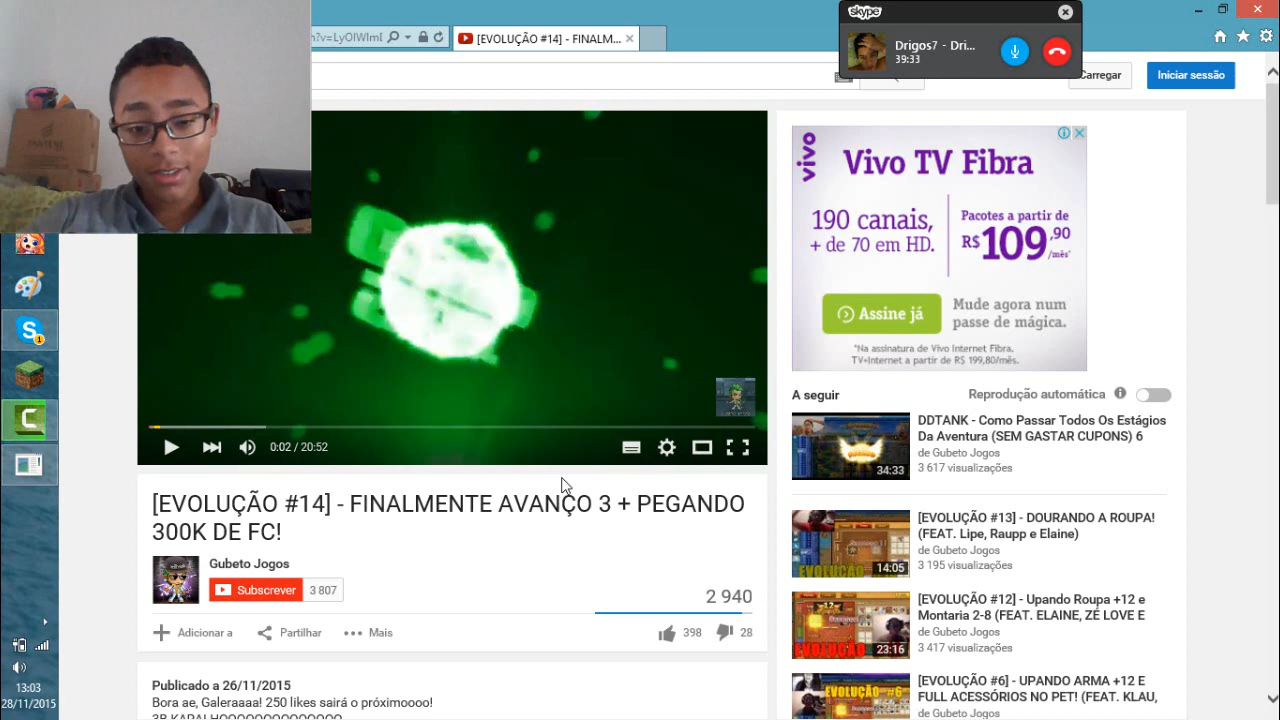 h?v=LyOIWImL
[EVOLUÇÃO #14] - FINALM...
skype
Drigos7 - Dri...
39:33
Carregar
Iniciar sessão
vivo
Vivo TV Fibra
190 canais,
+ de 70 em HD.
Pacotes a partir de
R$109,90
/mês*
Assine já
Mude agora num
passe de mágica.
*Na assinatura de Vivo Internet Fibra.
TV+Internet a partir de R$ 199,80/mês.
0:02 / 20:52
[EVOLUÇÃO #14] - FINALMENTE AVANÇO 3 + PEGANDO
300K DE FC!
Gubeto Jogos
Subscrever
3 807
2 940
Adicionar a
Partilhar
Mais
398
28
Publicado a 26/11/2015
Bora ae, Galeraaaa! 250 likes sairá o próximoooo!
A seguir
Reprodução automática
DDTANK - Como Passar Todos Os Estágios
Da Aventura (SEM GASTAR CUPONS) 6
de Gubeto Jogos
3 617 visualizações
34:33
[EVOLUÇÃO #13] - DOURANDO A ROUPA!
(FEAT. Lipe, Raupp e Elaine)
de Gubeto Jogos
3 195 visualizações
EVOLUÇÃO
14:05
[EVOLUÇÃO #12] - Upando Roupa +12 e
Montaria 2-8 (FEAT. ELAINE, ZÉ LOVE E
de Gubeto Jogos
3 417 visualizações
EVOLUÇÃO
23:16
[EVOLUÇÃO #6] - UPANDO ARMA +12 E
FULL ACESSÓRIOS NO PET! (FEAT. KLAU,
de Gubeto Jogos
EVOLUÇÃO #6
13:03
28/11/2015